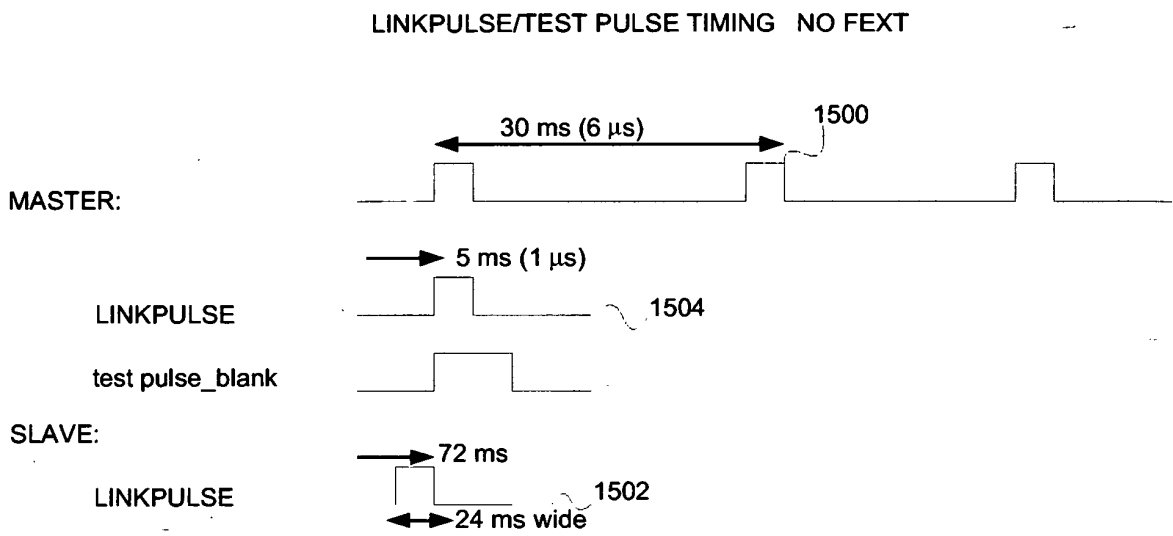 LINKPULSE/TEST PULSE TIMING NO FEXT
30 ms (6 μs)
1500
MASTER:
5 ms (1 μs)
LINKPULSE
1504
test pulse_blank
SLAVE:
72 ms
LINKPULSE
1502
24 ms wide